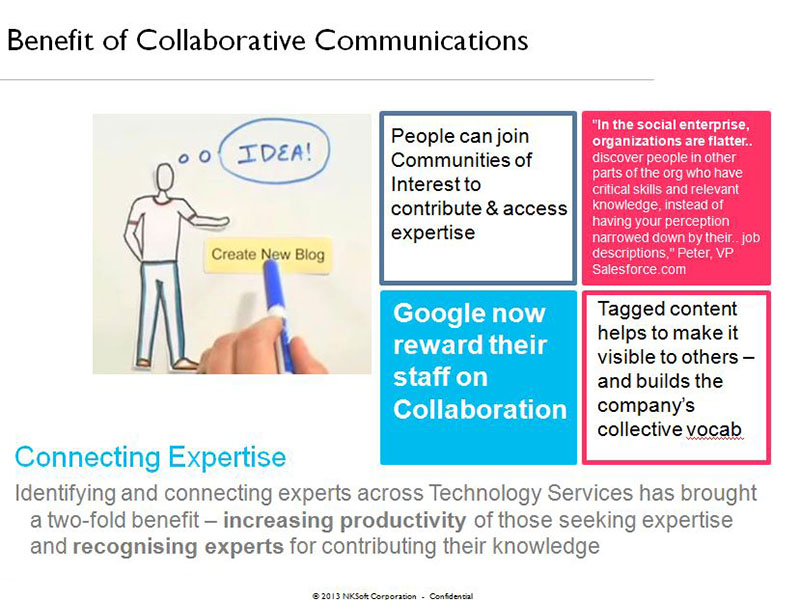 Benefit of Collaborative Communications
IDEA!
Create New Blog
People can join
Communities of
Interest to
contribute & access
expertise
"In the social enterprise,
organizations are flatter..
discover people in other
parts of the org who have
critical skills and relevant
knowledge, instead of
having your perception
narrowed down by their.. job
descriptions," Peter, VP
Salesforce.com
Google now
reward their
staff on
Collaboration
Tagged content
helps to make it
visible to others –
and builds the
company's
collective vocab
Connecting Expertise
Identifying and connecting experts across Technology Services has brought
a two-fold benefit – increasing productivity of those seeking expertise
and recognising experts for contributing their knowledge
© 2013 NKSoft Corporation - Confidential